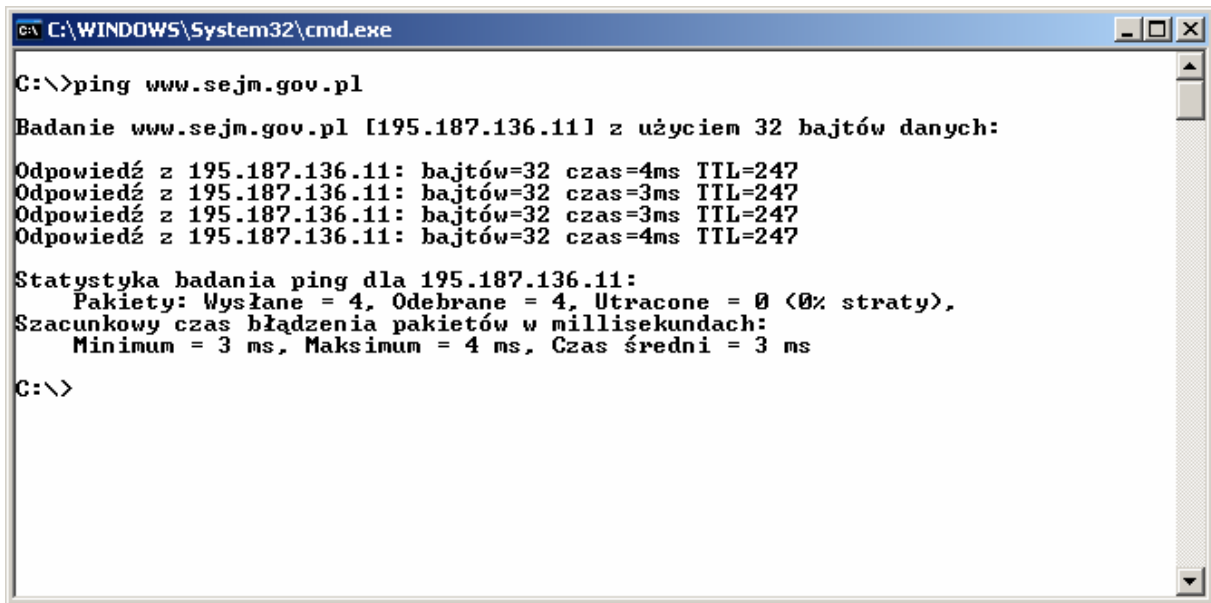 C:\WINDOWS\System32\cmd.exe
C:\>ping www.sejm.gov.pl
Badanie www.sejm.gov.pl [195.187.136.11] z użyciem 32 bajtów danych:
Odpowiedź z 195.187.136.11: bajtów=32 czas=4ms TTL=247
Odpowiedź z 195.187.136.11: bajtów=32 czas=3ms TTL=247
Odpowiedź z 195.187.136.11: bajtów=32 czas=3ms TTL=247
Odpowiedź z 195.187.136.11: bajtów=32 czas=4ms TTL=247
Statystyka badania ping dla 195.187.136.11:
Pakiety: Wysłane = 4, Odebrane = 4, Utracone = 0 (0% straty),
Szacunkowy czas błądzenia pakietów w millisekundach:
Minimum = 3 ms, Maksimum = 4 ms, Czas średni = 3 ms
C:\>